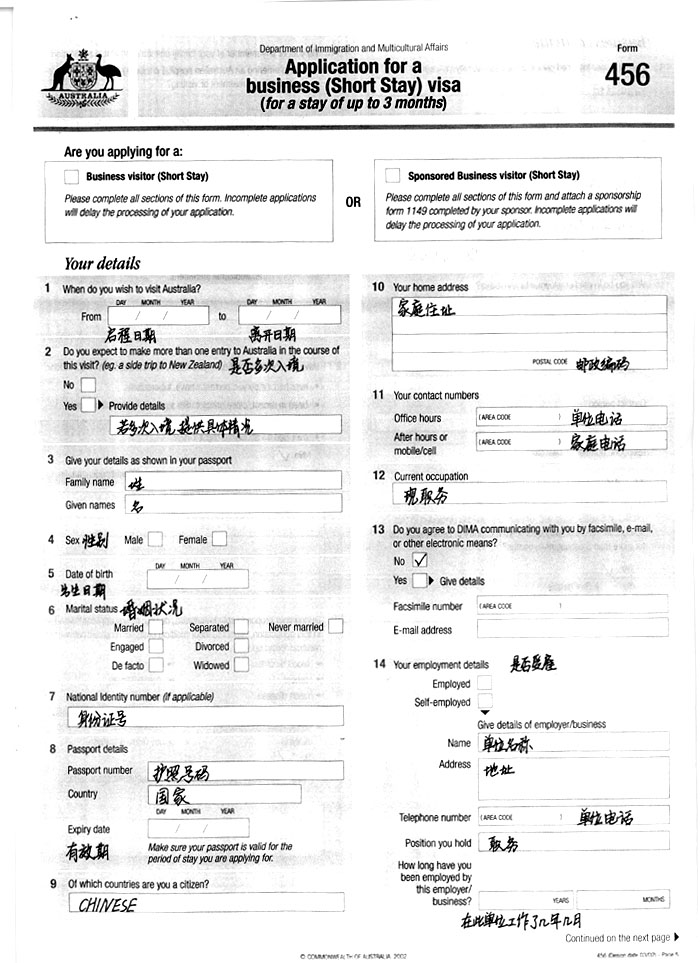 AUSTRALIA
Department of Immigration and Multicultural Affairs
Application for a
business (Short Stay) visa
(for a stay of up to 3 months)
Form
456
Are you applying for a:
Business visitor (Short Stay)
Please complete all sections of this form. Incomplete applications
will delay the processing of your application.
OR
Sponsored Business visitor (Short Stay)
Please complete all sections of this form and attach a sponsorship
form 1149 completed by your sponsor. Incomplete applications will
delay the processing of your application.
Your details
1 When do you wish to visit Australia?
DAY MONTH YEAR DAY MONTH YEAR
From / / to / /
启程日期 离开日期
2 Do you expect to make more than one entry to Australia in the course of
this visit? (eg. a side trip to New Zealand) 是否多次入境
No
Yes Provide details
若多次入境,提供具体情况
3 Give your details as shown in your passport
Family name 姓
Given names 名
4 Sex 性别 Male Female
DAY MONTH YEAR
5 Date of birth / /
出生日期
6 Marital status 婚姻状况
Married Separated Never married
Engaged Divorced
De facto Widowed
7 National Identity number (if applicable)
身份证号
8 Passport details
Passport number 护照号码
Country 国家
DAY MONTH YEAR
Expiry date / /
有效期 Make sure your passport is valid for the
period of stay you are applying for.
9 Of which countries are you a citizen?
CHINESE
10 Your home address
家庭住址
POSTAL CODE 邮政编码
11 Your contact numbers
Office hours (AREA CODE ) 单位电话
After hours or
mobile/cell (AREA CODE ) 家庭电话
12 Current occupation
现职务
13 Do you agree to DIMA communicating with you by facsimile, e-mail,
or other electronic means?
No ✓
Yes Give details
Facsimile number (AREA CODE )
E-mail address
14 Your employment details 是否受雇
Employed
Self-employed
Give details of employer/business
Name 单位名称
Address 地址
Telephone number (AREA CODE ) 单位电话
Position you hold 职务
How long have you
been employed by
this employer/
business? YEARS MONTHS
在此单位工作了几年几月
Continued on the next page
© COMMONWEALTH OF AUSTRALIA, 2002
456 (Design date 03/02) - Page 5